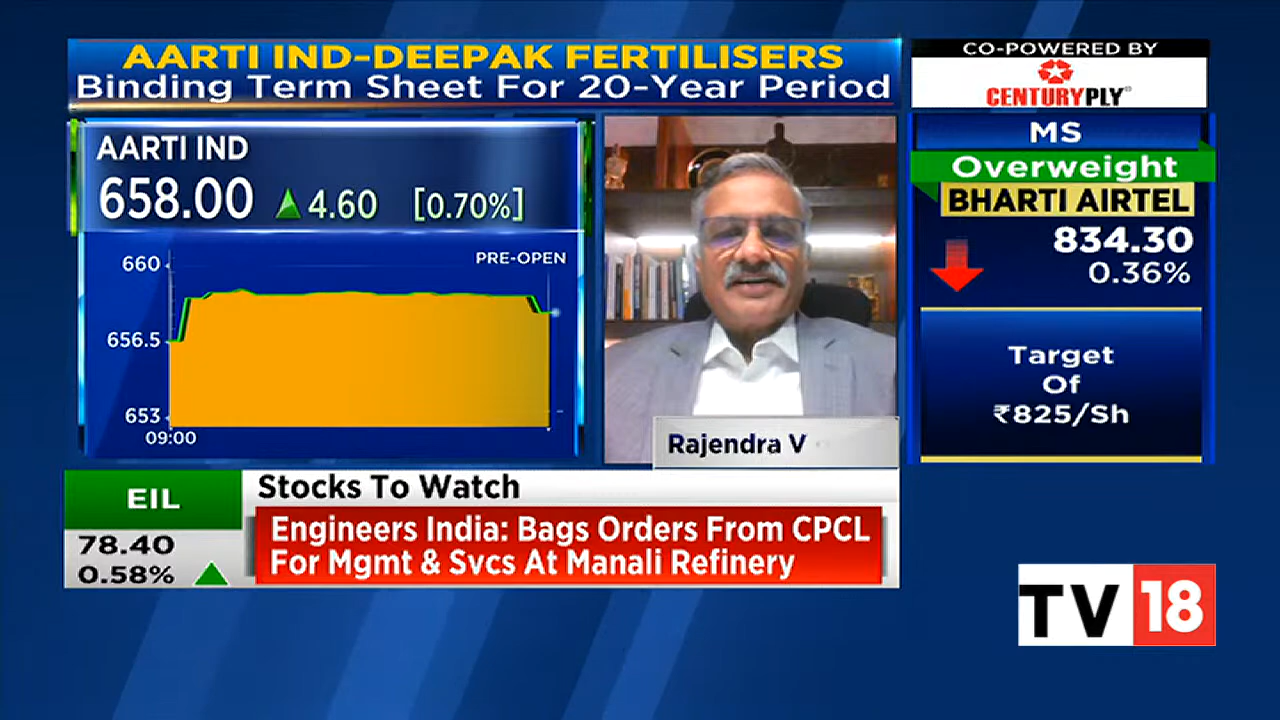 AARTI IND-DEEPAK FERTILISERS
Binding Term Sheet For 20-Year Period
CO-POWERED BY
CENTURYPLY
AARTI IND
658.00 4.60 [0.70%]
PRE-OPEN
660
656.5
653
09:00
Rajendra V
MS
Overweight
BHARTI AIRTEL
834.30
0.36%
Target
Of
₹825/Sh
EIL
78.40
0.58%
Stocks To Watch
Engineers India: Bags Orders From CPCL
For Mgmt & Svcs At Manali Refinery
TV18